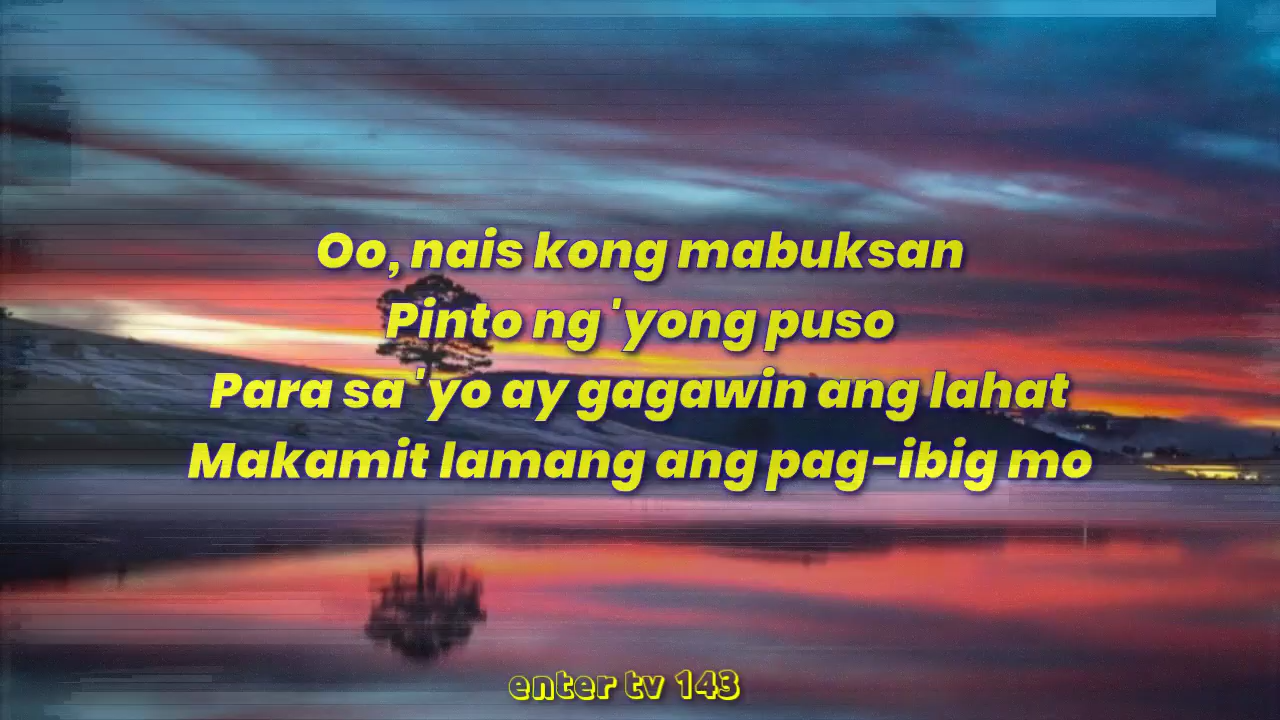 Oo, nais kong mabuksan
Pinto ng 'yong puso
Para sa 'yo ay gagawin ang lahat
Makamit lamang ang pag-ibig mo
enter tv 143